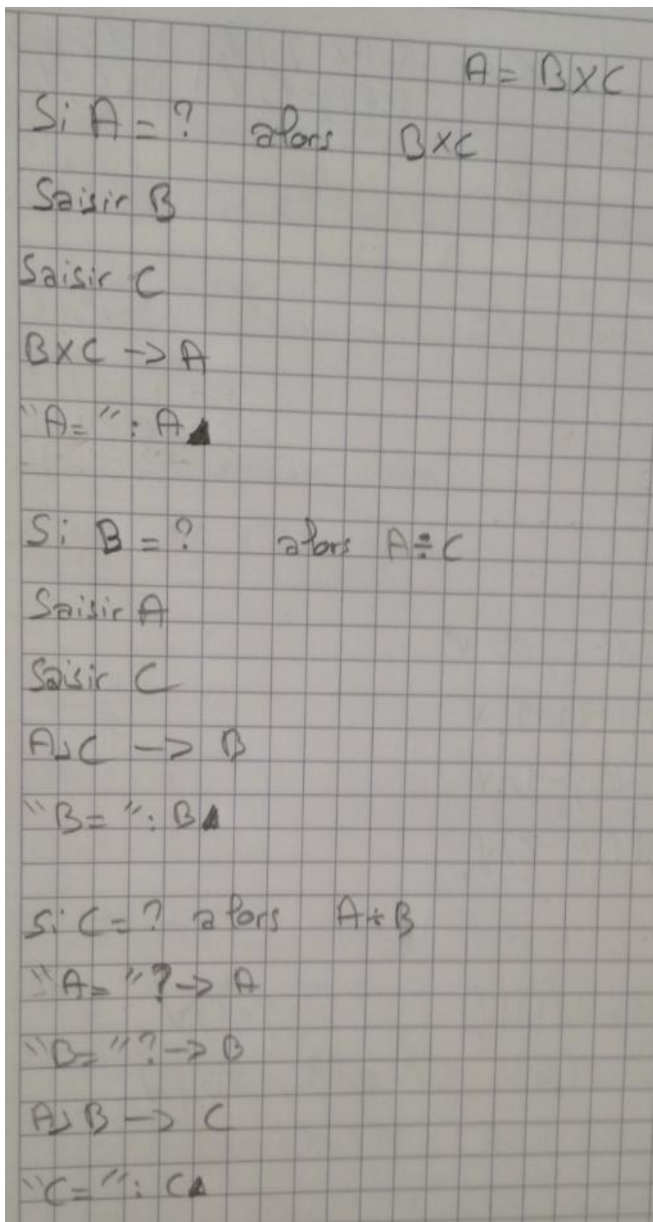 A = B×C
Si A = ? alors B×C
Saisir B
Saisir C
B×C -> A
"A= " : A◢
Si B = ? alors A÷C
Saisir A
Saisir C
A⌟C -> B
"B= " : B◢
Si C = ? alors A÷B
"A= "? -> A
"B= "? -> B
A⌟B -> C
"C= " : C◢